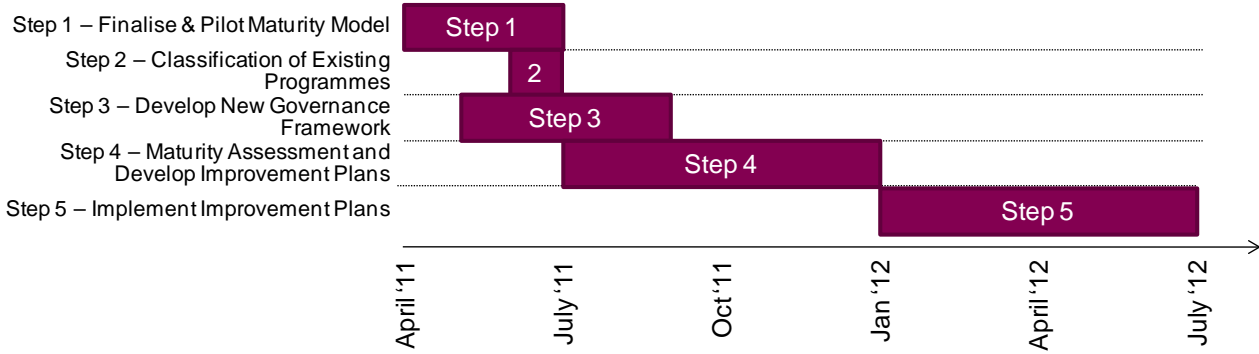 Step 1 – Finalise & Pilot Maturity Model
Step 1
Step 2 – Classification of Existing
Programmes
2
Step 3 – Develop New Governance
Framework
Step 3
Step 4 – Maturity Assessment and
Develop Improvement Plans
Step 4
Step 5 – Implement Improvement Plans
Step 5
April ‘11
July ‘11
Oct ‘11
Jan ‘12
April ‘12
July ‘12